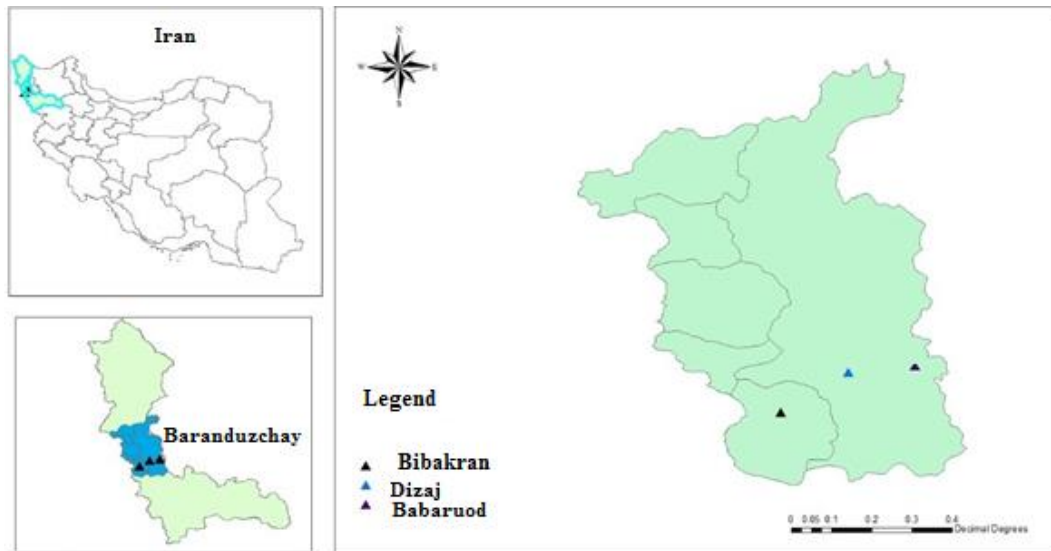 Iran
Baranduzchay
N
W E
S
Legend
Bibakran
Dizaj
Babaruod
0 0.05 0.1 0.2 0.3 0.4
Decimal Degrees